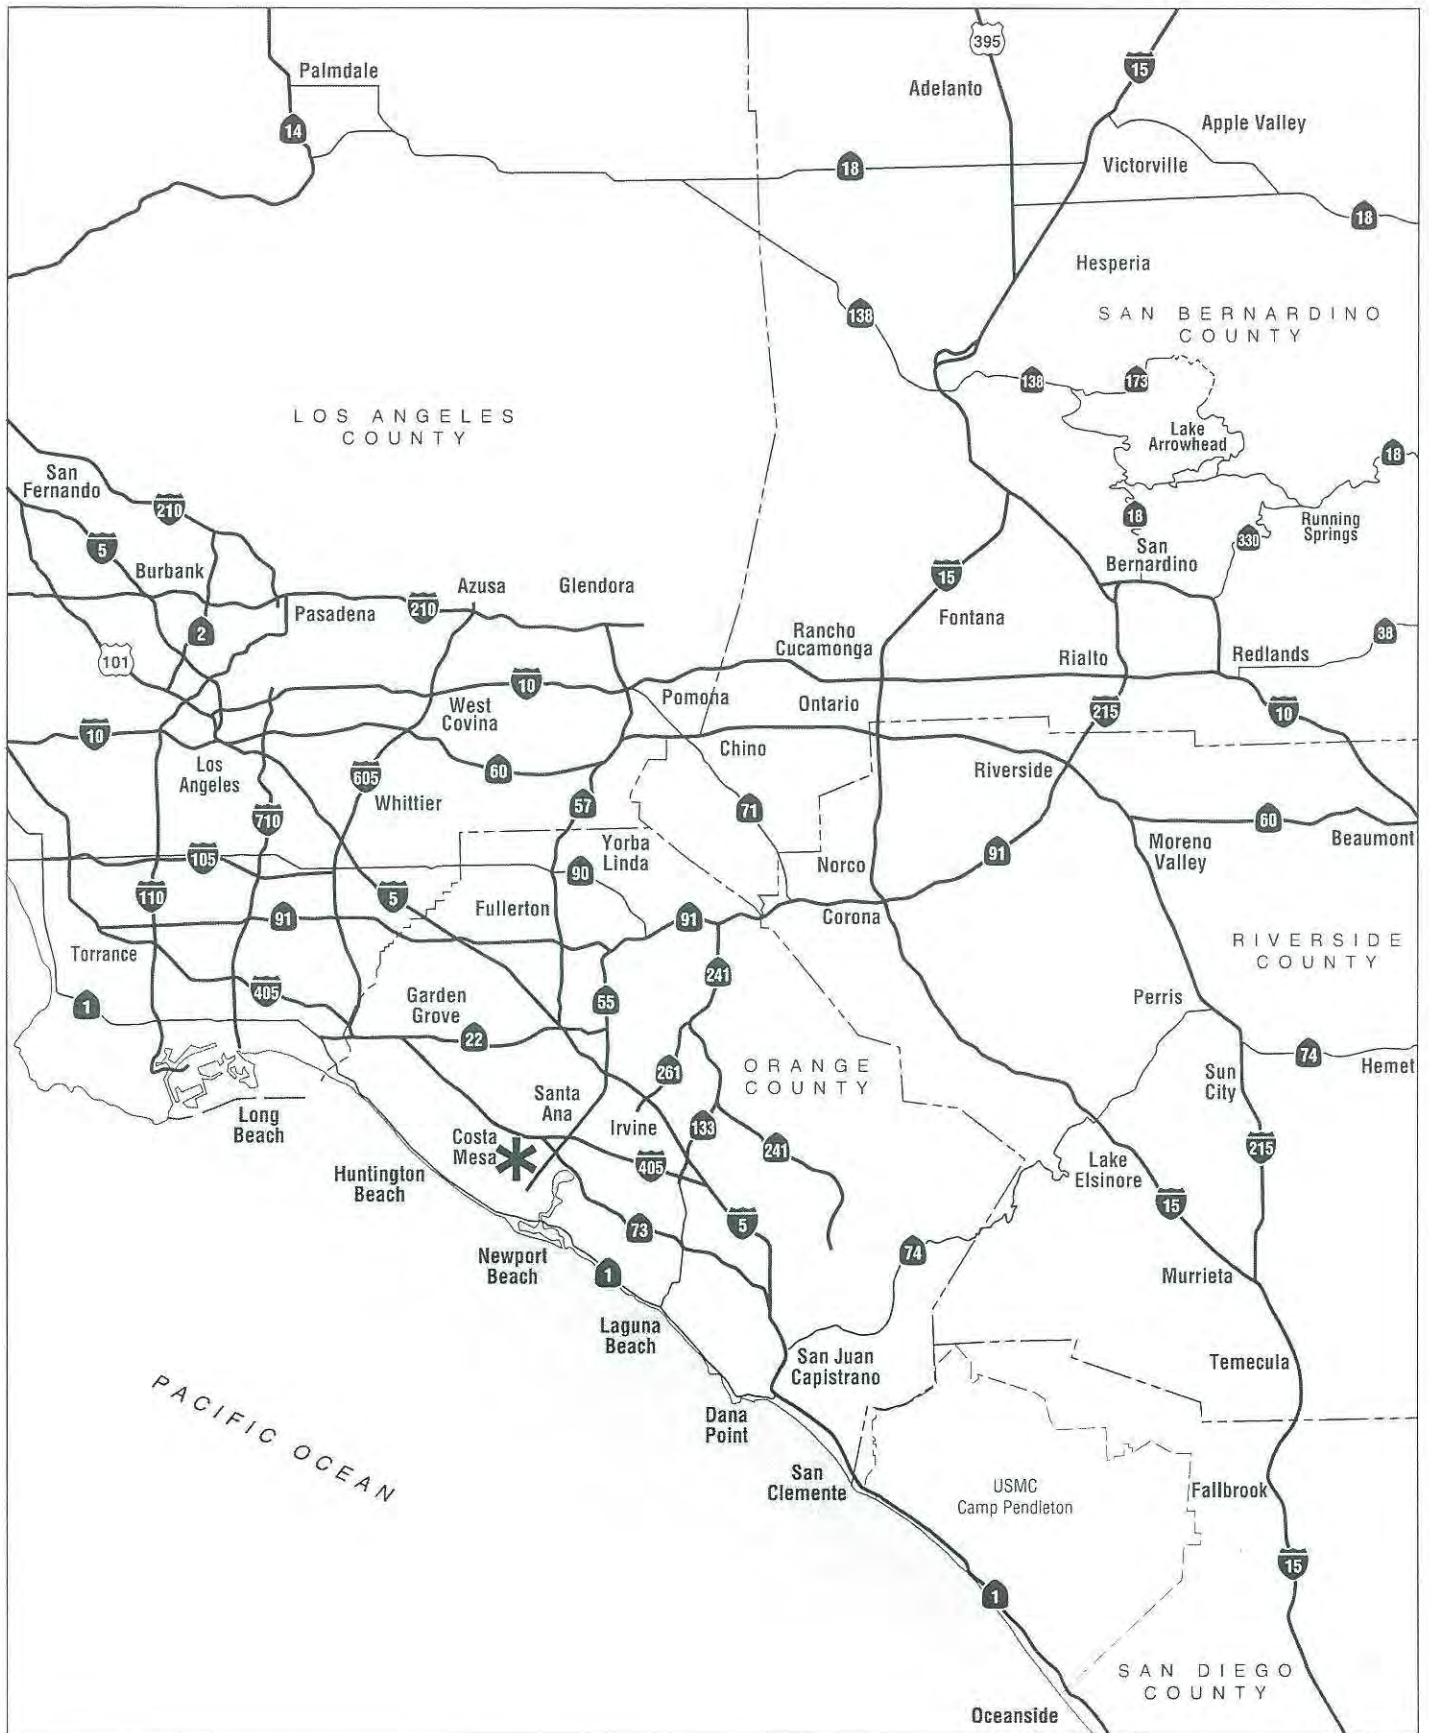 395
15
Palmdale
Adelanto
14
Apple Valley
18
Victorville
18
Hesperia
138
SAN BERNARDINO
COUNTY
138
173
LOS ANGELES
COUNTY
Lake
Arrowhead
18
San
Fernando
210
18
Running
Springs
5
330
San
Bernardino
Burbank
15
Azusa
Glendora
210
Pasadena
Fontana
2
Rancho
Cucamonga
38
101
Rialto
Redlands
10
Pomona
West
Covina
Ontario
215
10
10
Chino
Los
Angeles
60
605
Riverside
Whittier
57
71
710
60
Yorba
Linda
Moreno
Valley
Beaumont
105
91
Norco
90
110
5
Fullerton
91
91
Corona
Torrance
RIVERSIDE
COUNTY
241
405
Garden
Grove
55
Perris
1
22
74
Hemet
ORANGE
COUNTY
261
Sun
City
Santa
Ana
Long
Beach
Irvine
133
Costa
Mesa
241
215
405
Lake
Elsinore
Huntington
Beach
15
5
73
74
Newport
Beach
1
Murrieta
Laguna
Beach
San Juan
Capistrano
Temecula
PACIFIC OCEAN
Dana
Point
San
Clemente
USMC
Camp Pendleton
Fallbrook
15
1
SAN DIEGO
COUNTY
Oceanside